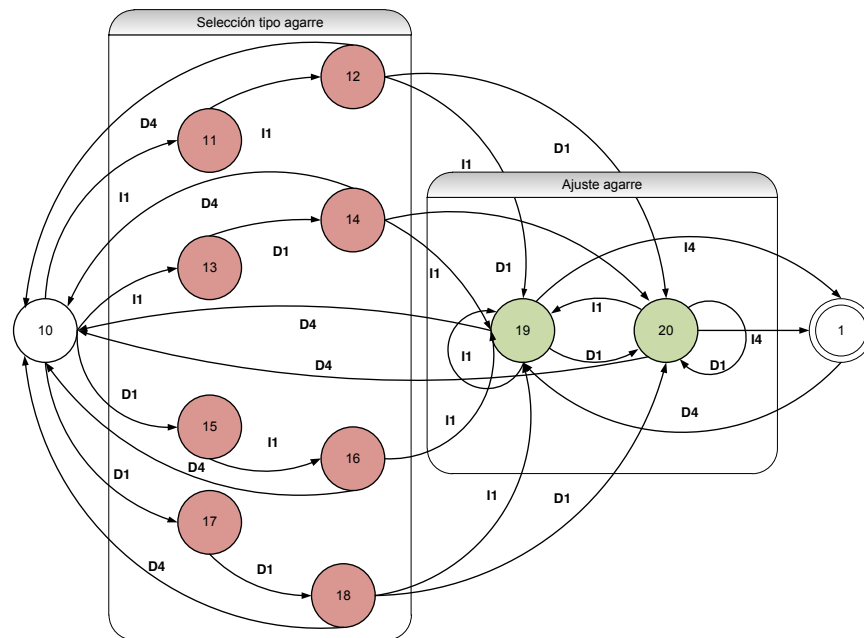 Selección tipo agarre
12
D4
11
I1
I1
D1
Ajuste agarre
I1
D4
14
13
D1
I1
I1
D1
I4
10
D4
19
I1
20
I4
1
I1
D1
D1
D4
D1
15
I1
I1
D4
16
D4
D1
17
I1
D1
D4
D1
18